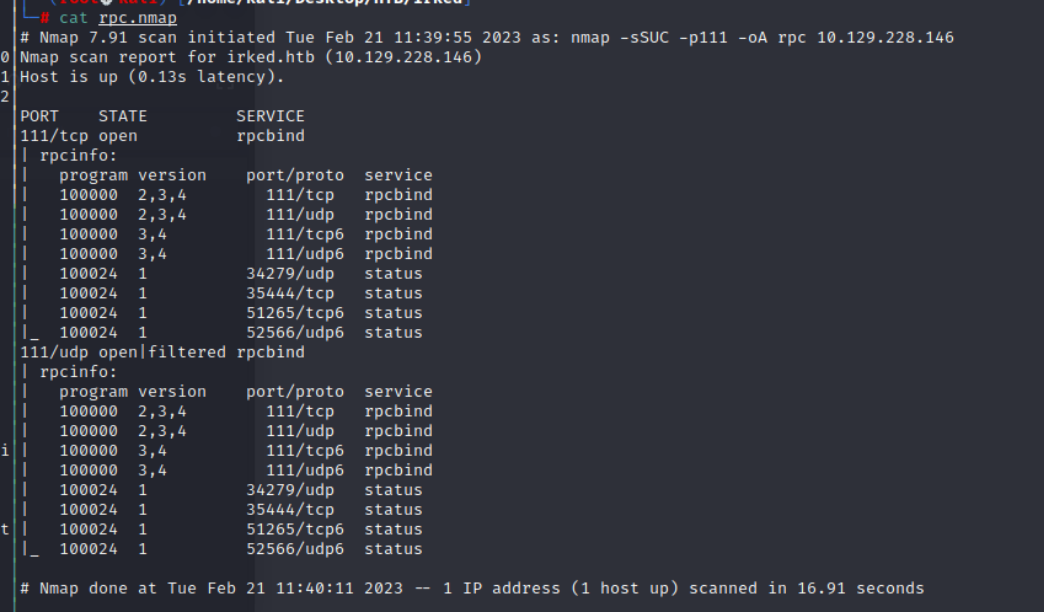 (root kali) [/home/kali/Desktop/HTB/irked]
# cat rpc.nmap
# Nmap 7.91 scan initiated Tue Feb 21 11:39:55 2023 as: nmap -sSUC -p111 -oA rpc 10.129.228.146
0 Nmap scan report for irked.htb (10.129.228.146)
1 Host is up (0.13s latency).
2
PORT    STATE         SERVICE
111/tcp open          rpcbind
| rpcinfo:
|   program version    port/proto  service
|   100000  2,3,4        111/tcp   rpcbind
|   100000  2,3,4        111/udp   rpcbind
|   100000  3,4          111/tcp6  rpcbind
|   100000  3,4          111/udp6  rpcbind
|   100024  1          34279/udp   status
|   100024  1          35444/tcp   status
|   100024  1          51265/tcp6  status
|_  100024  1          52566/udp6  status
111/udp open|filtered rpcbind
| rpcinfo:
|   program version    port/proto  service
|   100000  2,3,4        111/tcp   rpcbind
|   100000  2,3,4        111/udp   rpcbind
i |   100000  3,4          111/tcp6  rpcbind
|   100000  3,4          111/udp6  rpcbind
|   100024  1          34279/udp   status
|   100024  1          35444/tcp   status
t |   100024  1          51265/tcp6  status
|_  100024  1          52566/udp6  status
# Nmap done at Tue Feb 21 11:40:11 2023 -- 1 IP address (1 host up) scanned in 16.91 seconds